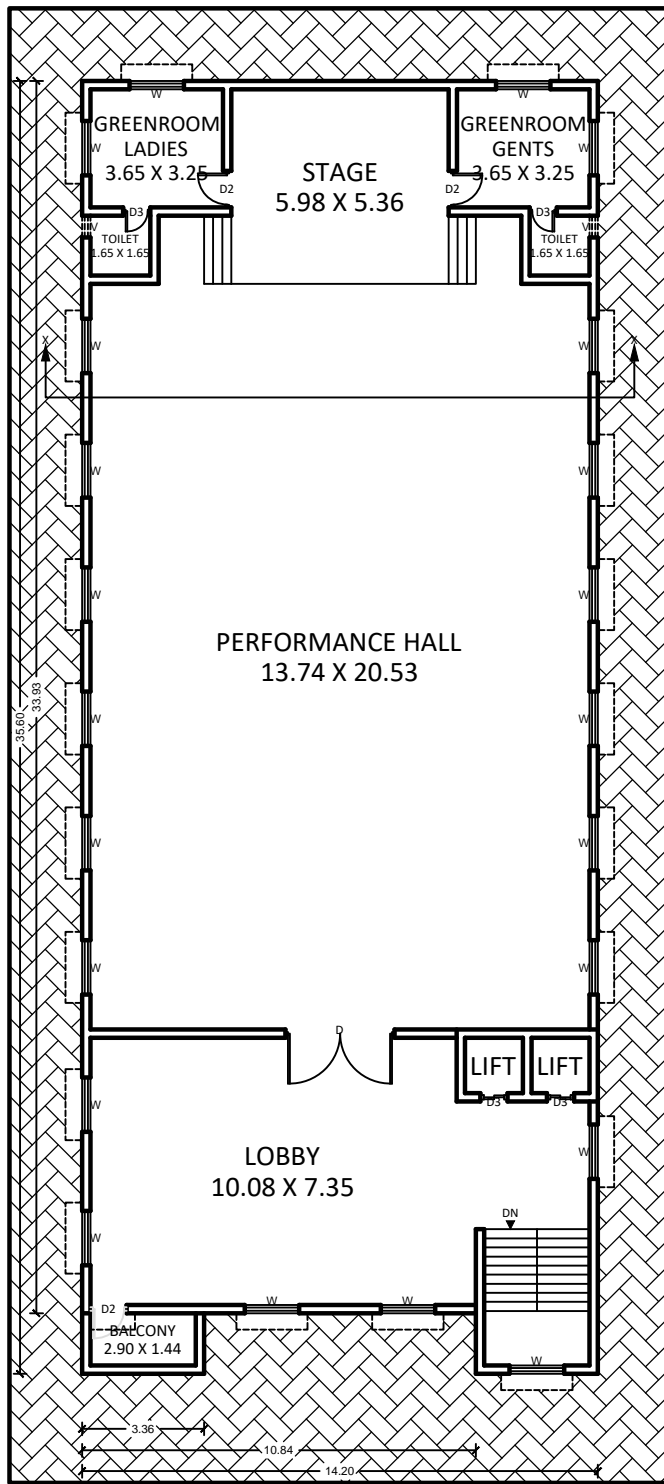 W
W
GREENROOM
LADIES
3.65 X 3.25
W
STAGE
5.98 X 5.36
GREENROOM
GENTS
3.65 X 3.25
W
D2
D2
D3
D3
V
TOILET
1.65 X 1.65
TOILET
1.65 X 1.65
V
X
X
W
W
W
W
W
W
PERFORMANCE HALL
13.74 X 20.53
35.60
33.93
W
W
W
W
W
W
D
LIFT
LIFT
D3
D3
W
W
LOBBY
10.08 X 7.35
DN
W
D2
W
W
BALCONY
2.90 X 1.44
W
3.36
10.84
14.20